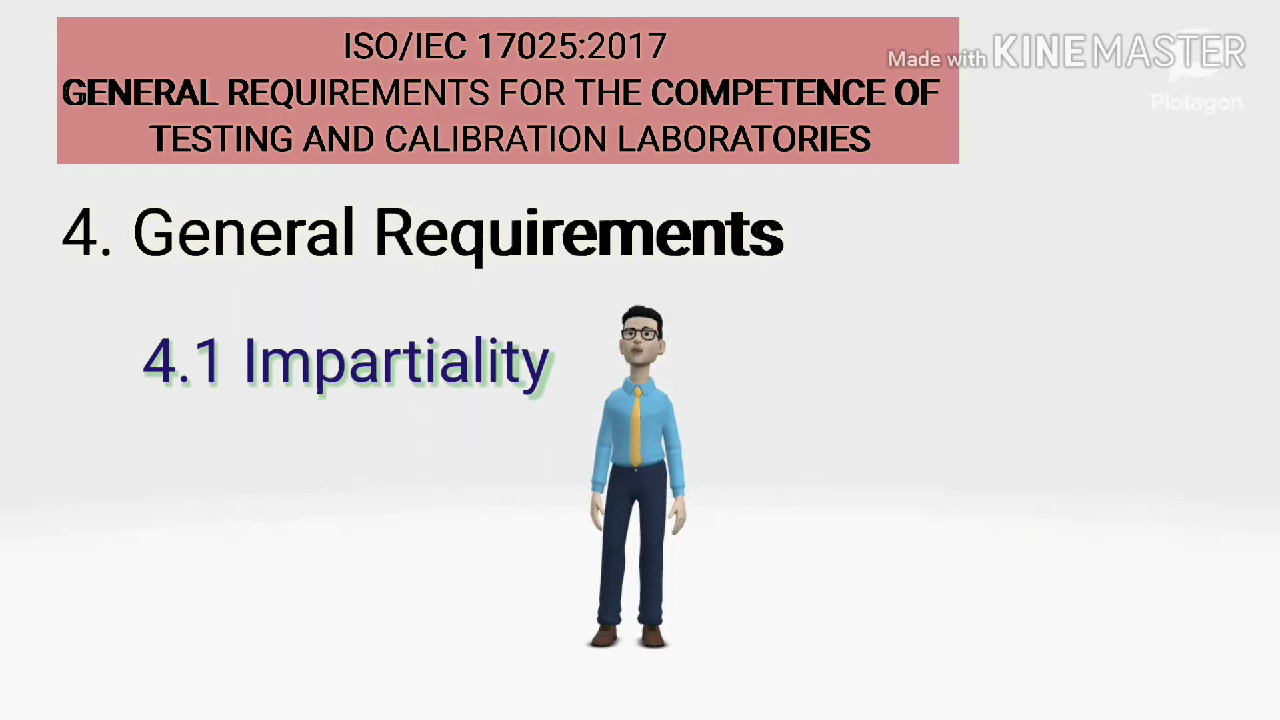 ISO/IEC 17025:2017
Made with KINEMASTER
GENERAL REQUIREMENTS FOR THE COMPETENCE OF
Plotagon
TESTING AND CALIBRATION LABORATORIES
4. General Requirements
4.1 Impartiality